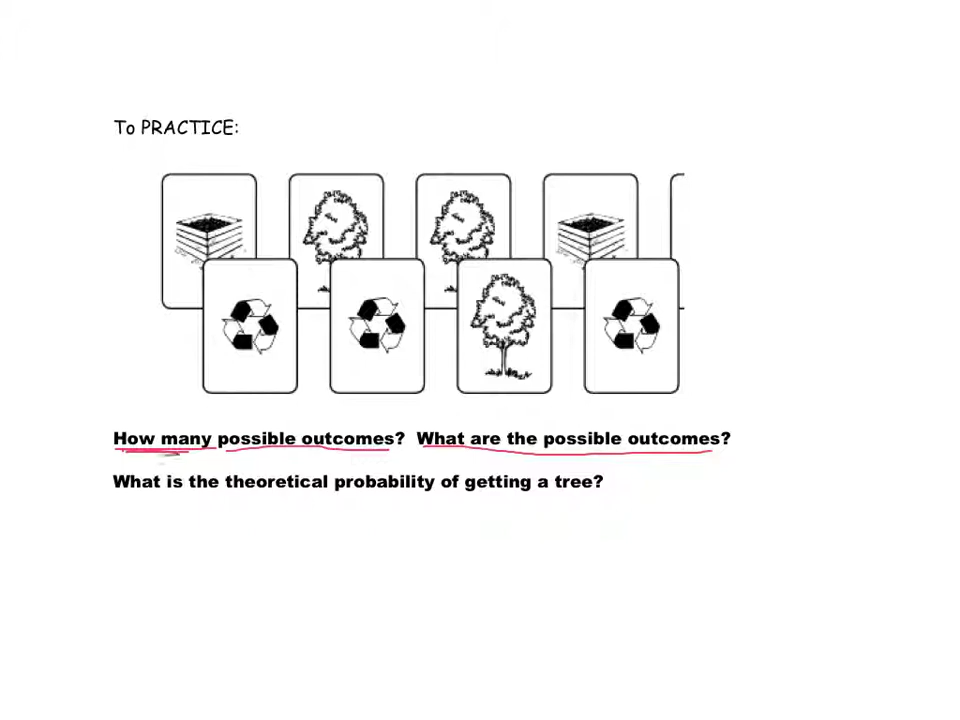 To PRACTICE:
How many possible outcomes? What are the possible outcomes?
What is the theoretical probability of getting a tree?